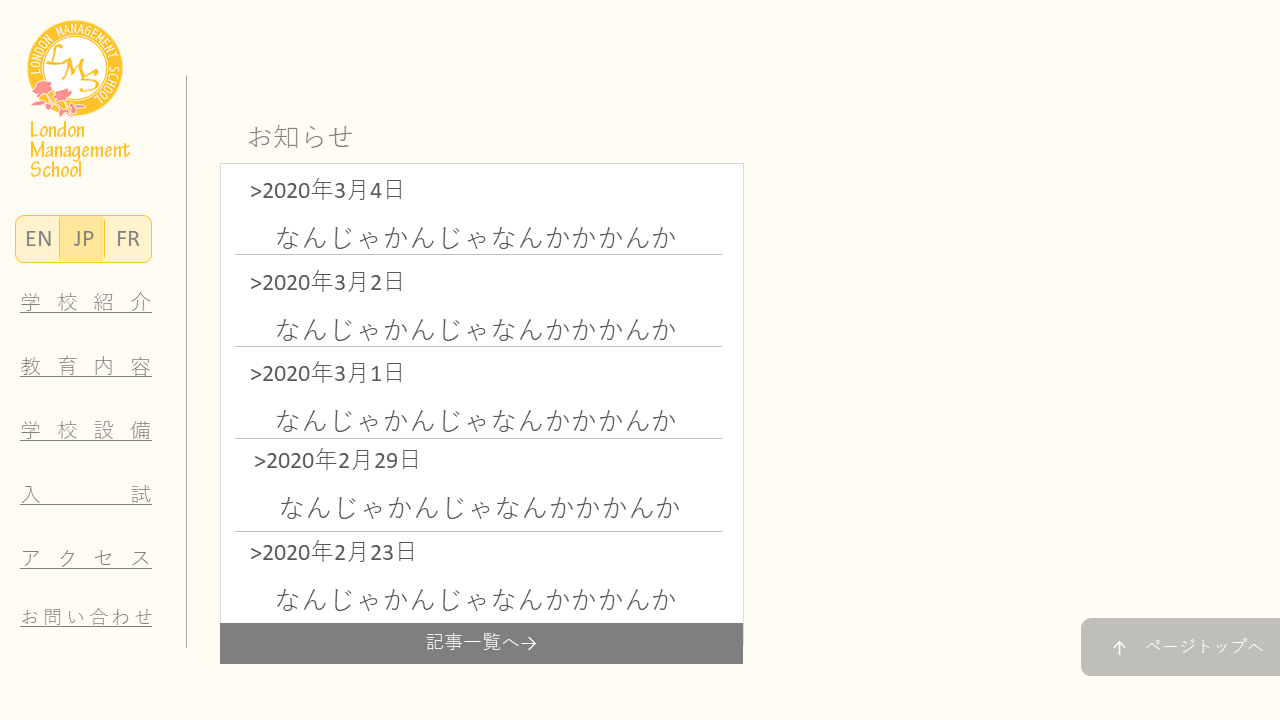 LONDON MANAGEMENT SCHOOL
LMS
London
Management
School
EN JP FR
学校紹介
教育内容
学校設備
入試
アクセス
お問い合わせ
お知らせ
>2020年3月4日
なんじゃかんじゃなんかかかんか
>2020年3月2日
なんじゃかんじゃなんかかかんか
>2020年3月1日
なんじゃかんじゃなんかかかんか
>2020年2月29日
なんじゃかんじゃなんかかかんか
>2020年2月23日
なんじゃかんじゃなんかかかんか
記事一覧へ→
↑ ページトップへ